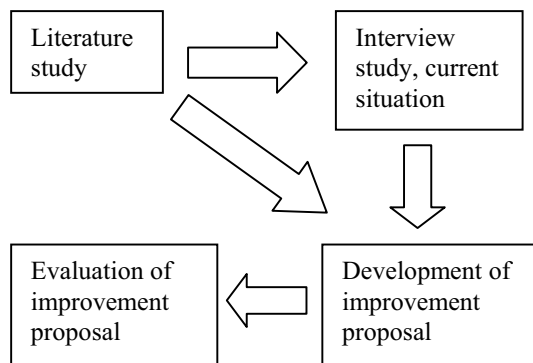 Literature
study
Interview
study, current
situation
Evaluation of
improvement
proposal
Development of
improvement
proposal